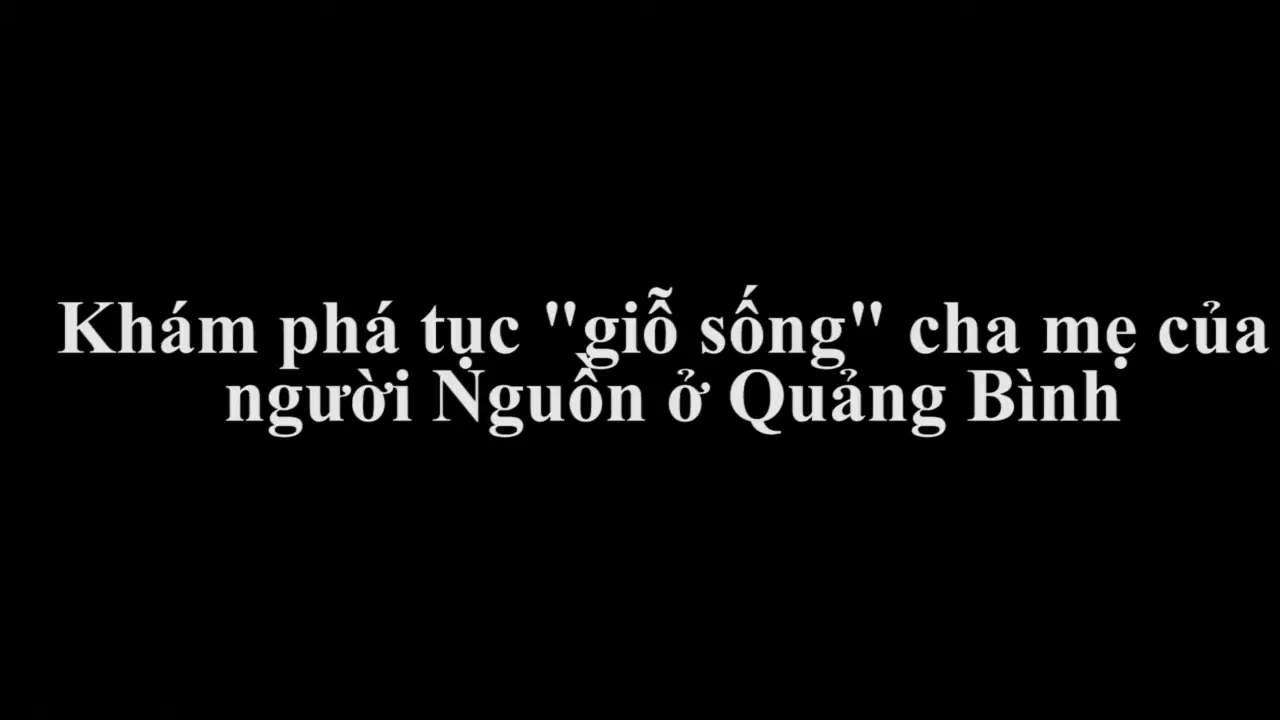 Khám phá tục "giỗ sống" cha mẹ của
người Nguồn ở Quảng Bình